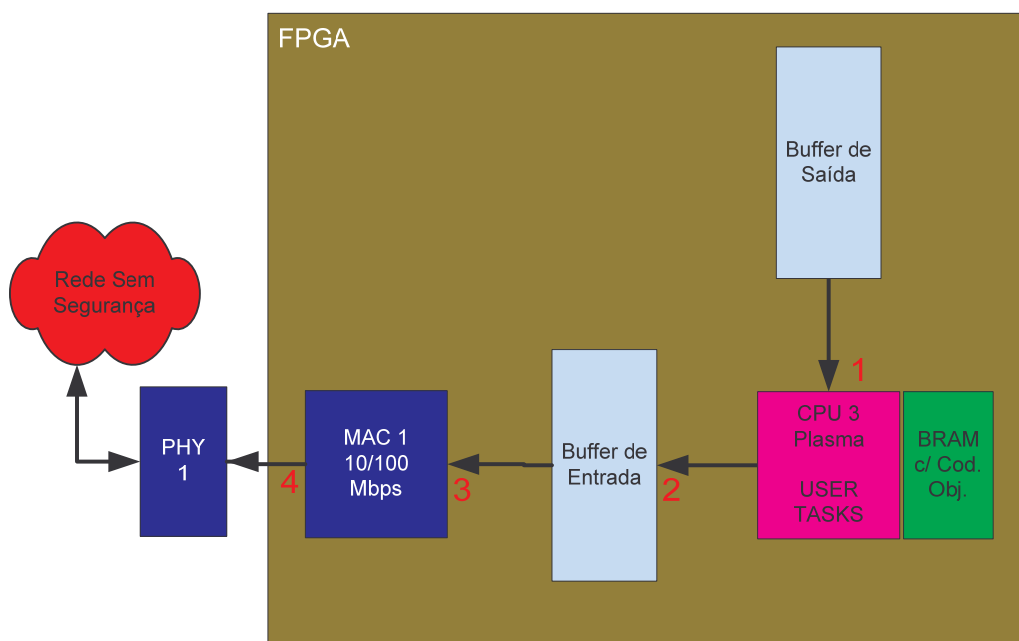 FPGA
Buffer de
Saída
Rede Sem
Segurança
1
PHY
1
MAC 1
10/100
Mbps
Buffer de
Entrada
CPU 3
Plasma
USER
TASKS
BRAM
c/ Cod.
Obj.
4
3
2